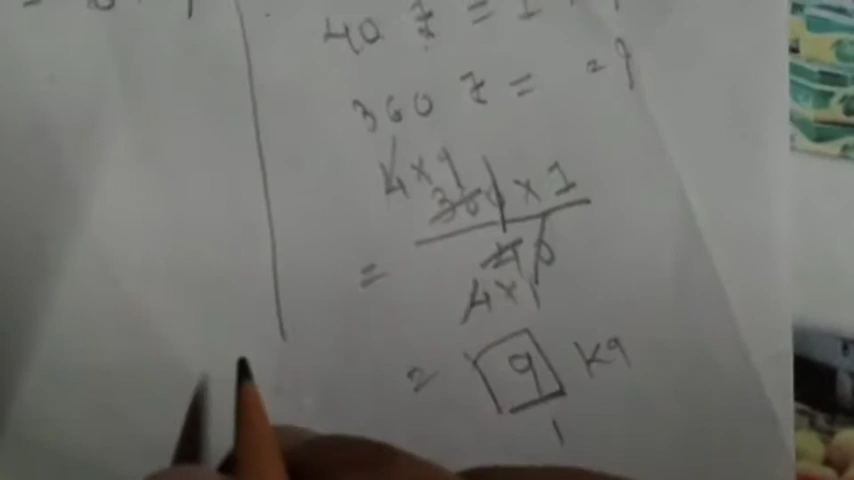 40 ₹ = 1
360 ₹ = = ?
4 x 9
360 x 1
= 40
4 x 1
= 9 Kg